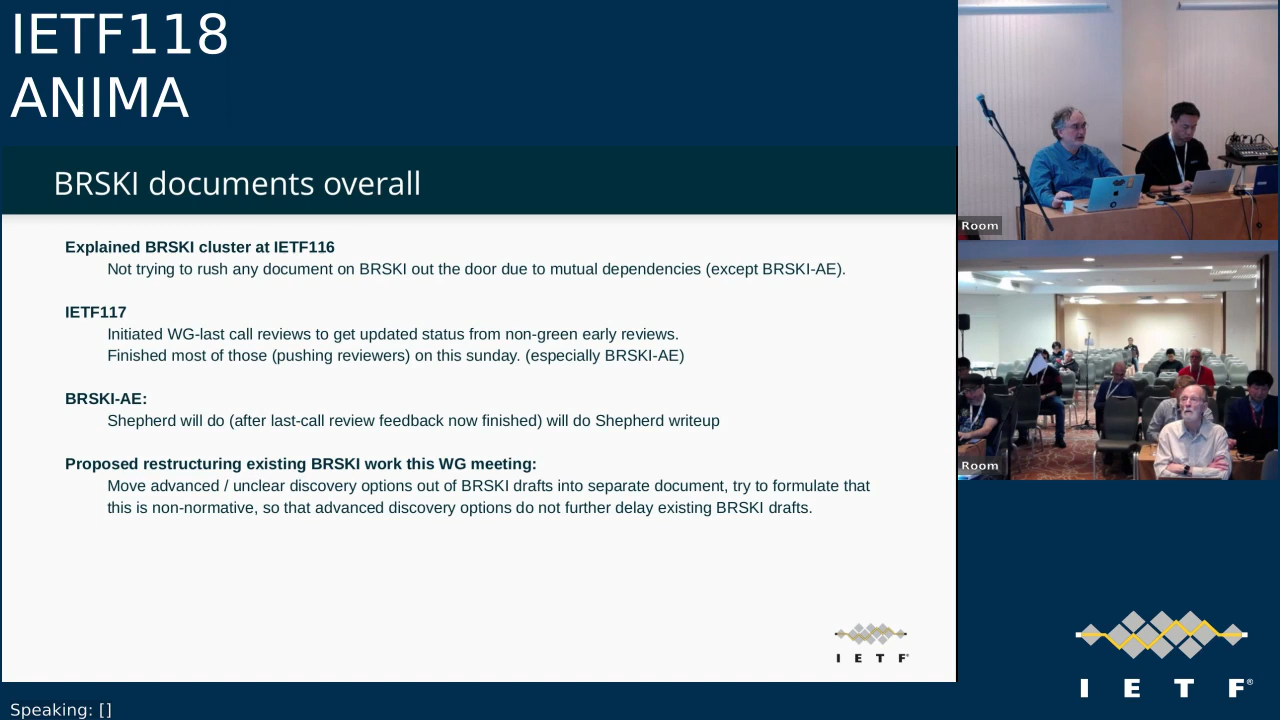 IETF118
ANIMA
BRSKI documents overall
Explained BRSKI cluster at IETF116
Not trying to rush any document on BRSKI out the door due to mutual dependencies (except BRSKI-AE).
IETF117
Initiated WG-last call reviews to get updated status from non-green early reviews.
Finished most of those (pushing reviewers) on this sunday. (especially BRSKI-AE)
BRSKI-AE:
Shepherd will do (after last-call review feedback now finished) will do Shepherd writeup
Proposed restructuring existing BRSKI work this WG meeting:
Move advanced / unclear discovery options out of BRSKI drafts into separate document, try to formulate that
this is non-normative, so that advanced discovery options do not further delay existing BRSKI drafts.
I E T F®
Room
Room
I E T F®
Speaking: []